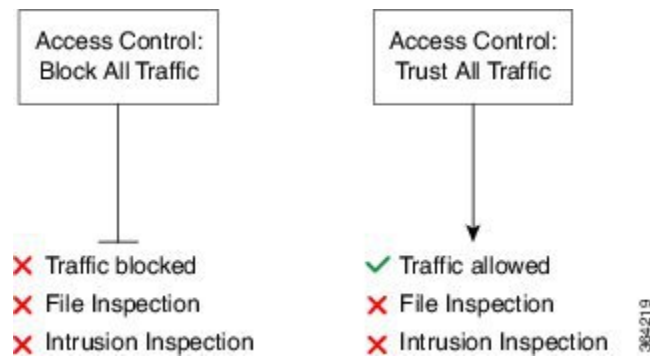 Access Control:
Block All Traffic
Traffic blocked
File Inspection
Intrusion Inspection
Access Control:
Trust All Traffic
Traffic allowed
File Inspection
Intrusion Inspection
364219